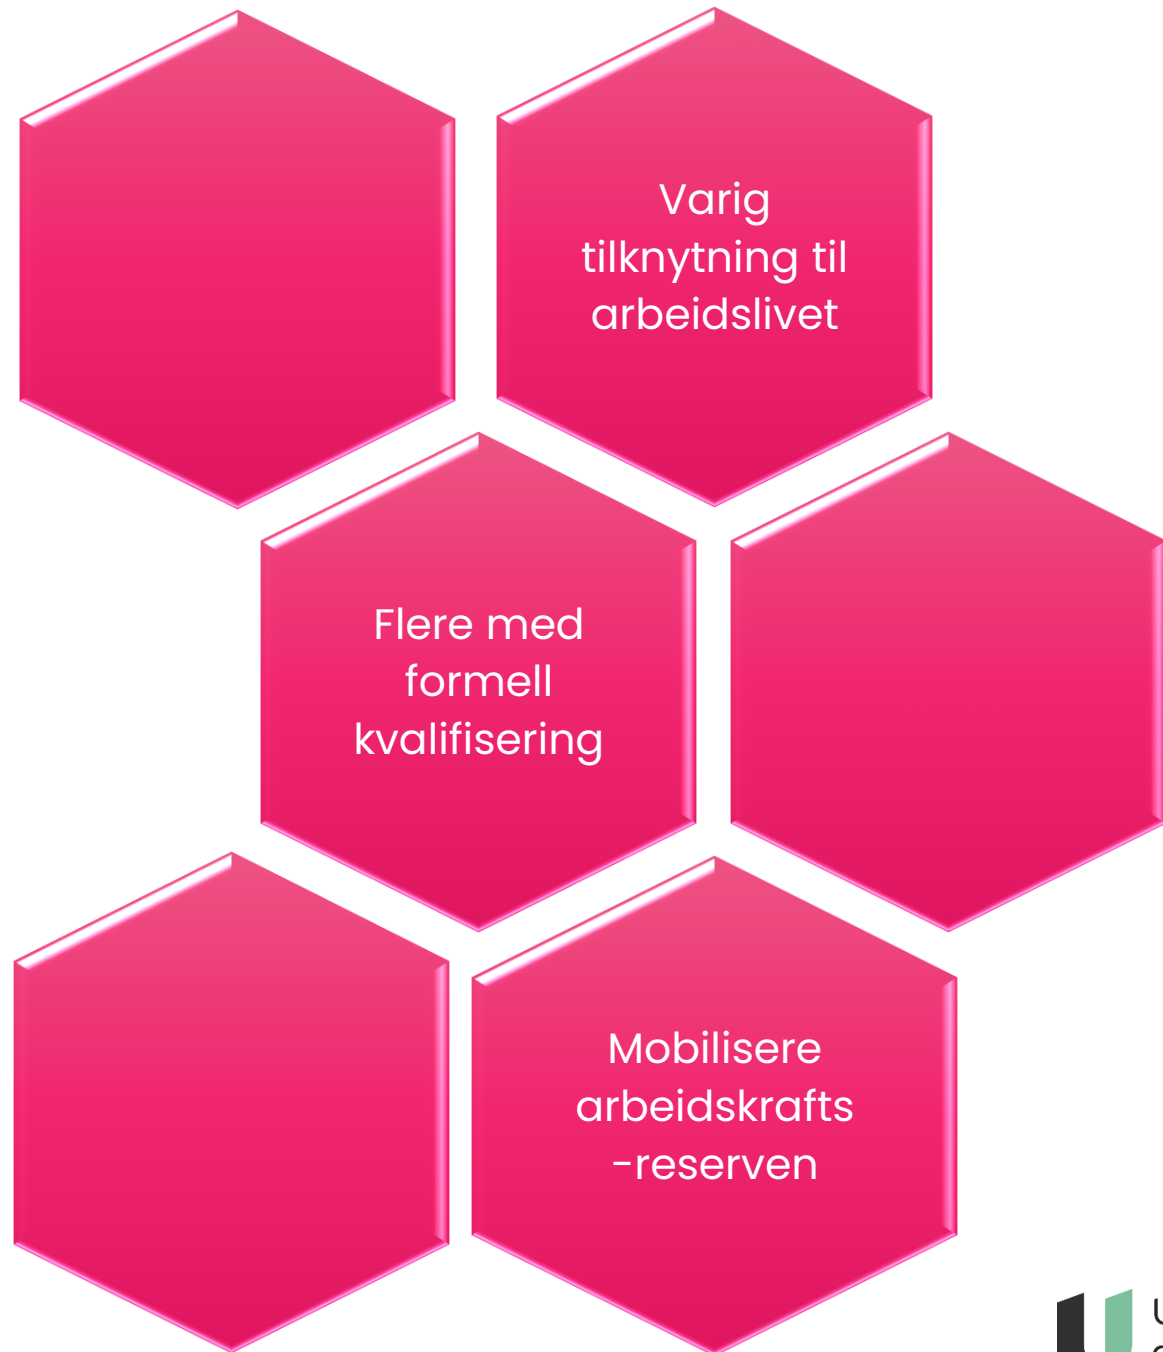 Varig
tilknytning til
arbeidslivet
Flere med
formell
kvalifisering
Mobilisere
arbeidskrafts
-reserven